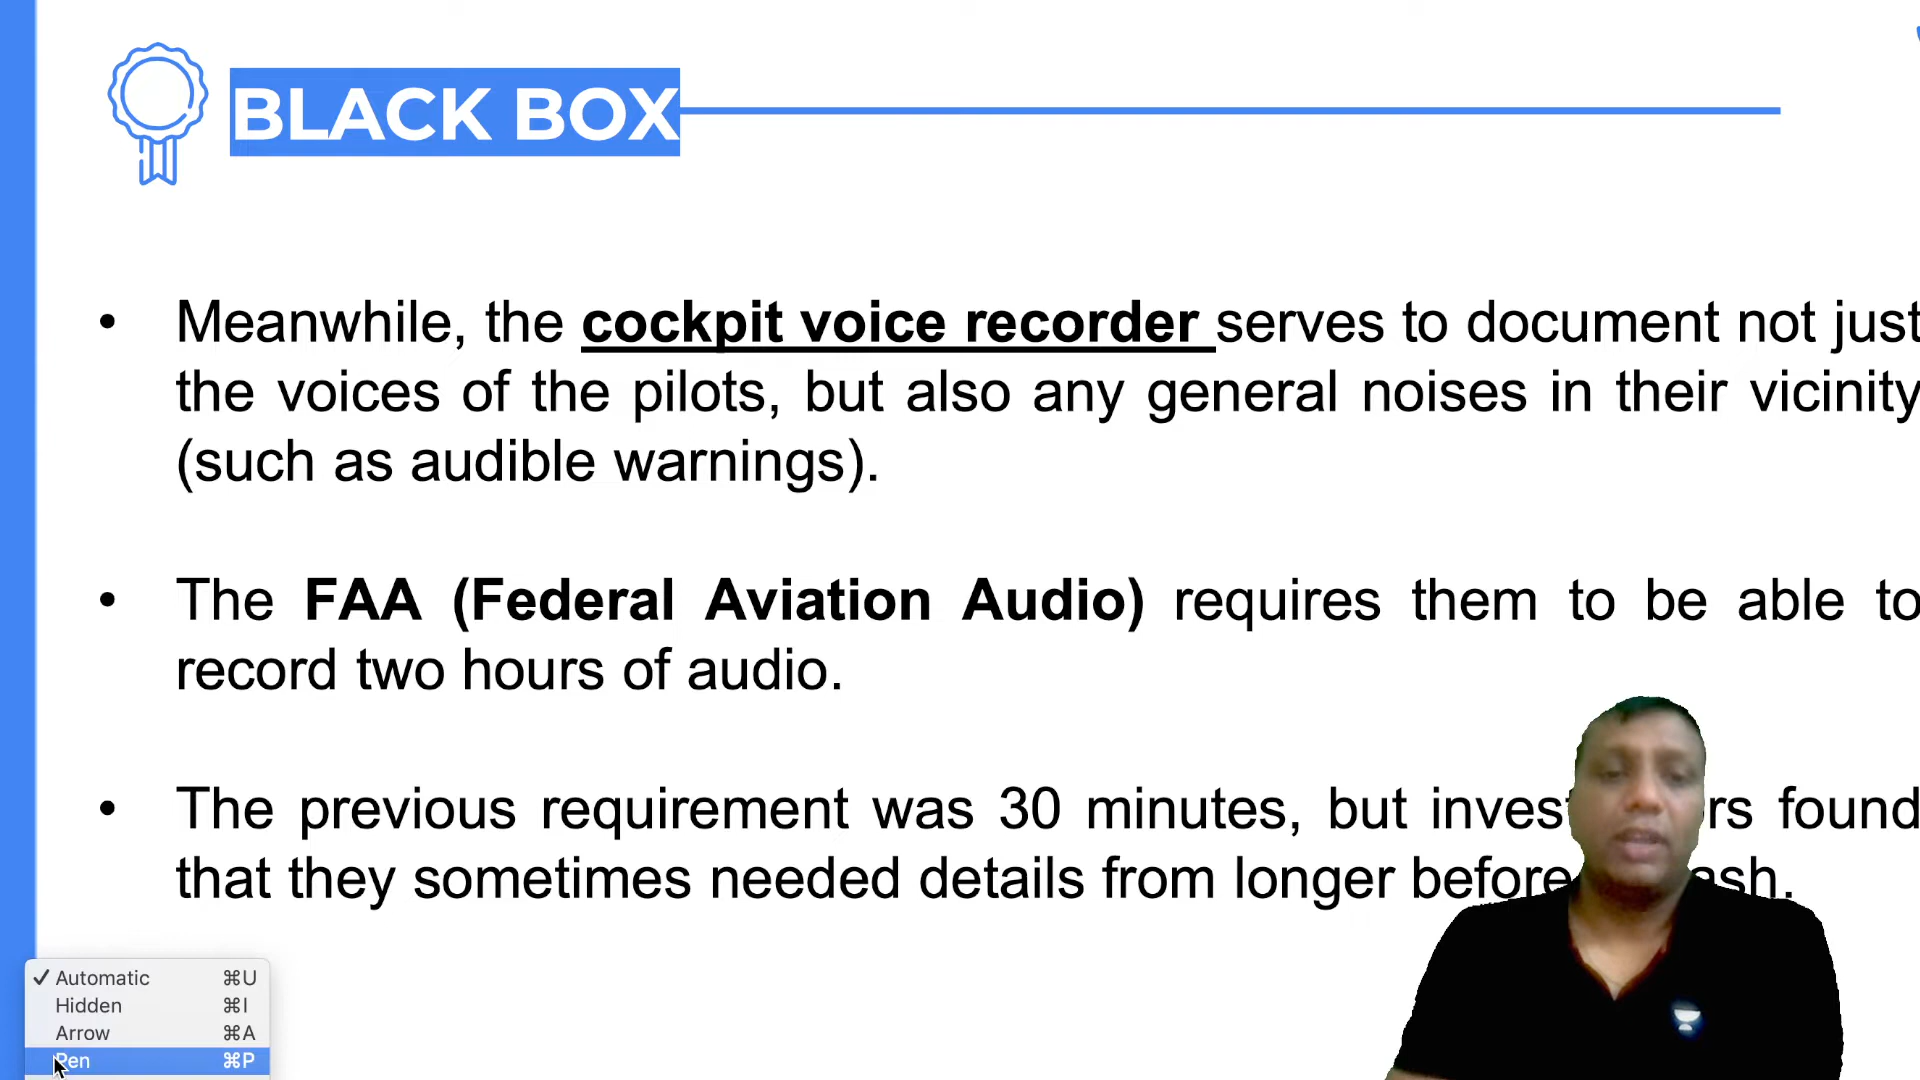 BLACK BOX
• Meanwhile, the cockpit voice recorder serves to document not just
the voices of the pilots, but also any general noises in their vicinity
(such as audible warnings).
• The FAA (Federal Aviation Audio) requires them to be able to
record two hours of audio.
• The previous requirement was 30 minutes, but found
that they sometimes needed details from longer before
✓ Automatic ⌘U
Hidden ⌘I
Arrow ⌘A
Pen ⌘P